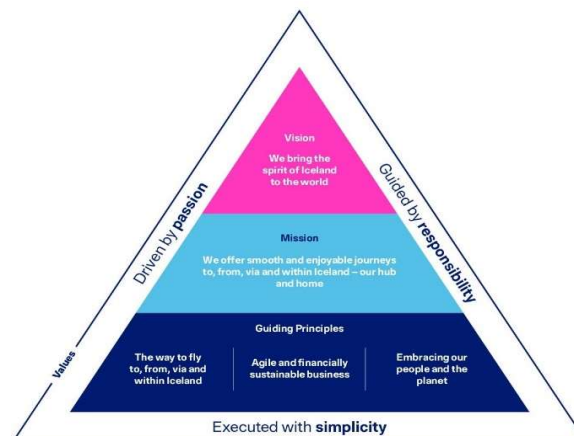 Vision
We bring the
spirit of Iceland
to the world
Driven by passion
Guided by responsibility
Mission
We offer smooth and enjoyable journeys
to, from, via and within Iceland – our hub
and home
Values
Guiding Principles
The way to fly
to, from, via and
within Iceland
Agile and financially
sustainable business
Embracing our
people and the
planet
Executed with simplicity